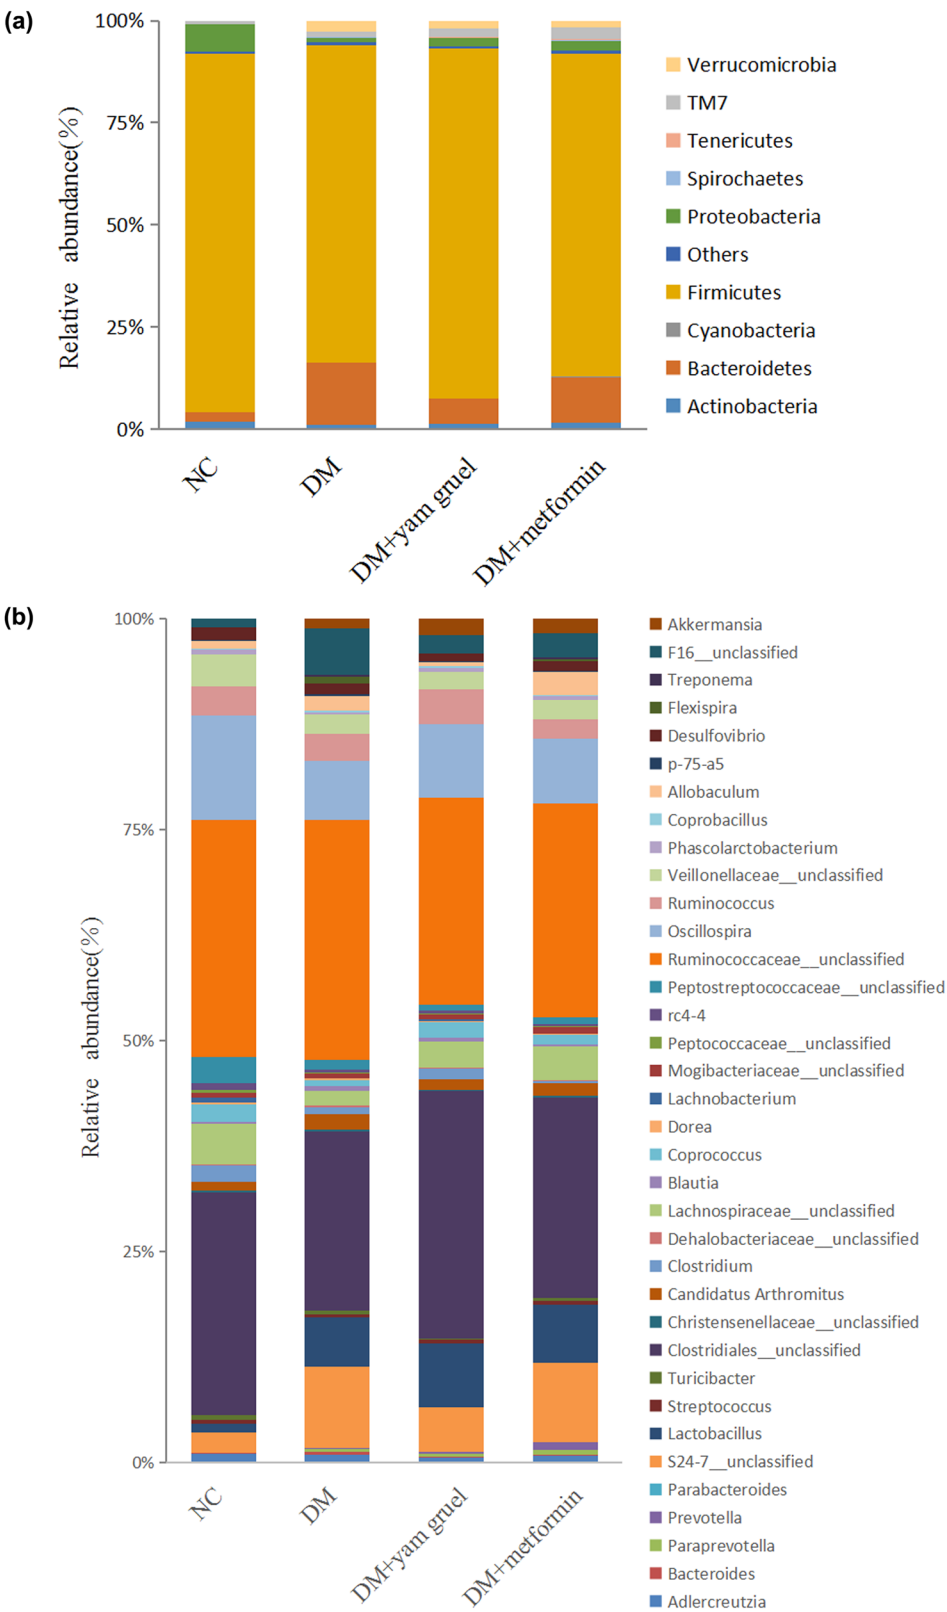 (a)
Relative abundance(%)
100%
75%
50%
25%
0%
NC
DM
DM+yam gruel
DM+metformin
Verrucomicrobia
TM7
Tenericutes
Spirochaetes
Proteobacteria
Others
Firmicutes
Cyanobacteria
Bacteroidetes
Actinobacteria
(b)
Relative abundance(%)
100%
75%
50%
25%
0%
NC
DM
DM+yam gruel
DM+metformin
Akkermansia
F16__unclassified
Treponema
Flexispira
Desulfovibrio
p-75-a5
Allobaculum
Coprobacillus
Phascolarctobacterium
Veillonellaceae__unclassified
Ruminococcus
Oscillospira
Ruminococcaceae__unclassified
Peptostreptococcaceae__unclassified
rc4-4
Peptococcaceae__unclassified
Mogibacteriaceae__unclassified
Lachnobacterium
Dorea
Coprococcus
Blautia
Lachnospiraceae__unclassified
Dehalobacteriaceae__unclassified
Clostridium
Candidatus Arthromitus
Christensenellaceae__unclassified
Clostridiales__unclassified
Turicibacter
Streptococcus
Lactobacillus
S24-7__unclassified
Parabacteroides
Prevotella
Paraprevotella
Bacteroides
Adlercreutzia